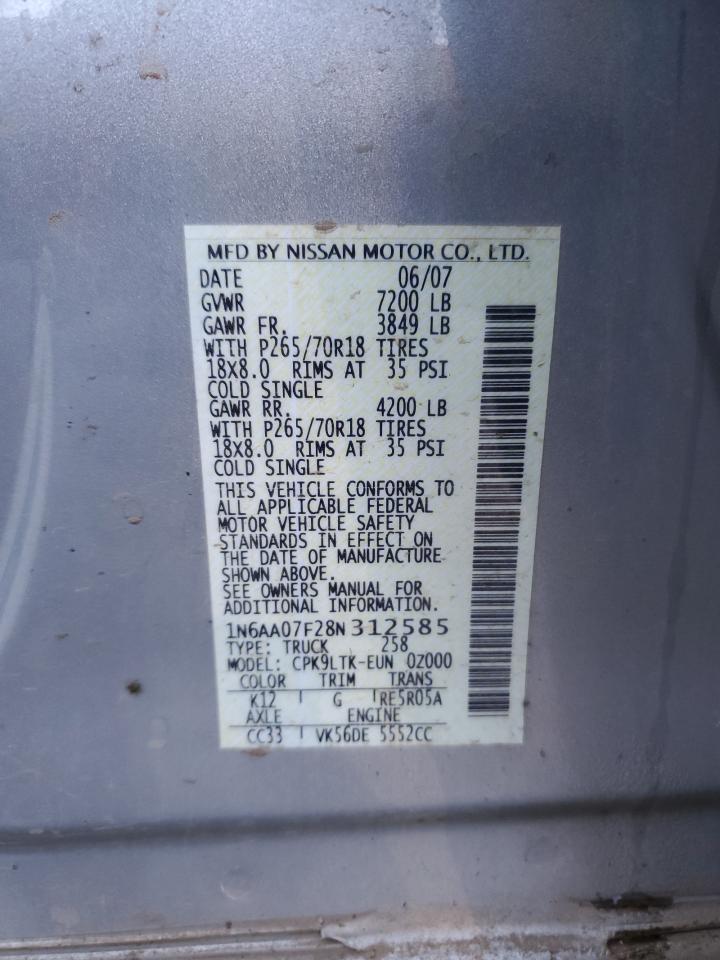 MFD BY NISSAN MOTOR CO., LTD.
DATE 06/07
GVWR 7200 LB
GAWR FR. 3849 LB
WITH P265/70R18 TIRES
18X8.0 RIMS AT 35 PSI
COLD SINGLE
GAWR RR. 4200 LB
WITH P265/70R18 TIRES
18X8.0 RIMS AT 35 PSI
COLD SINGLE
THIS VEHICLE CONFORMS TO
ALL APPLICABLE FEDERAL
MOTOR VEHICLE SAFETY
STANDARDS IN EFFECT ON
THE DATE OF MANUFACTURE
SHOWN ABOVE.
SEE OWNERS MANUAL FOR
ADDITIONAL INFORMATION.
1N6AA07F28N312585
TYPE: TRUCK 258
MODEL: CPK9LTK-EUN 0Z000
COLOR TRIM TRANS
K12 G RE5R05A
AXLE ENGINE
CC33 VK56DE 5552CC